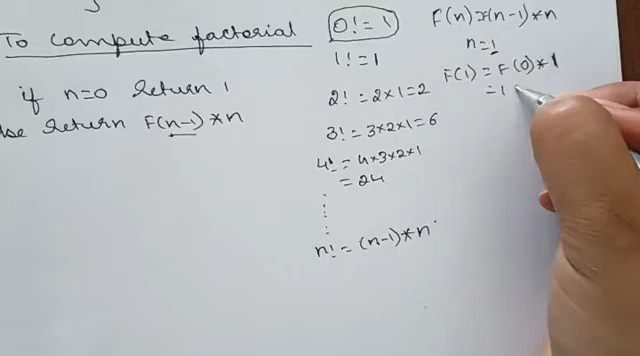 To compute factorial
if n=0 return 1
else return F(n-1)*n
0! = 1
1! = 1
2! = 2×1=2
3! = 3×2×1=6
4! = 4×3×2×1
= 24
n! = (n-1)*n
F(n)=(n-1)*n
n=1
F(1) = F(0)*1
=1